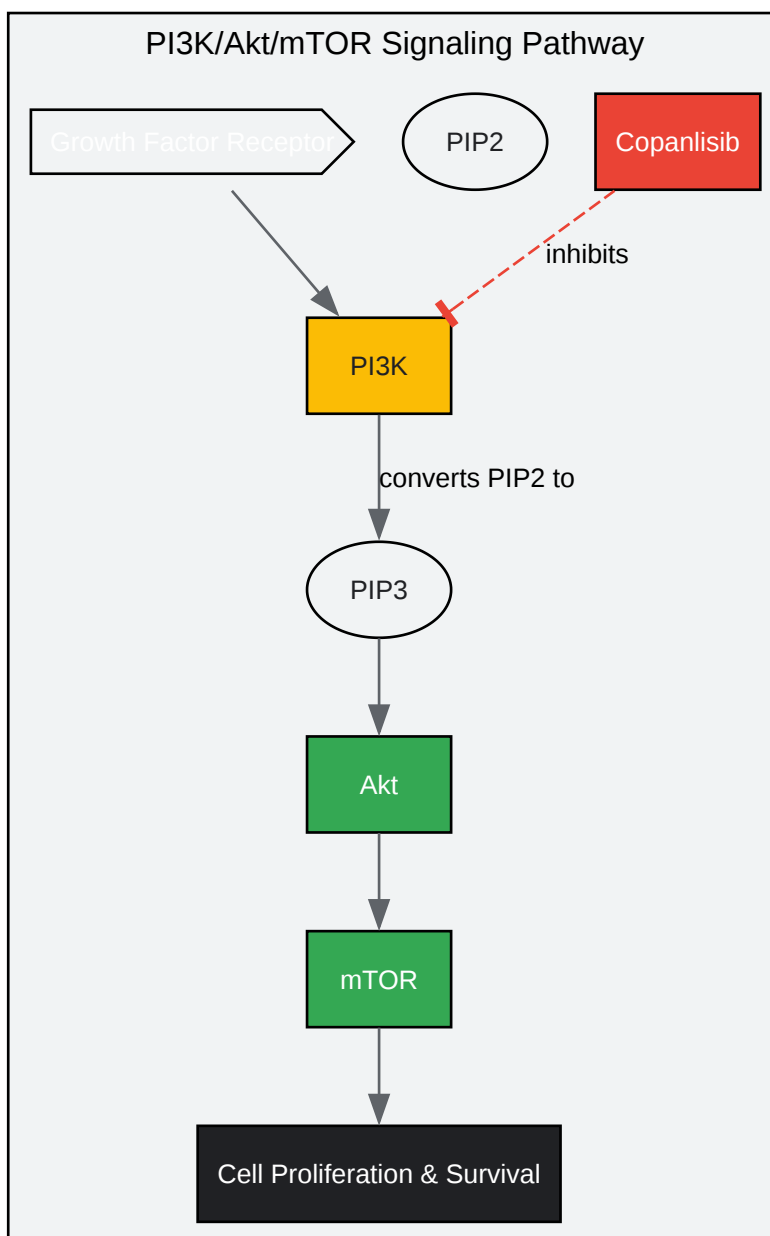 PI3K/Akt/mTOR Signaling Pathway
Growth Factor Receptor
PIP2
Copanlisib
inhibits
PI3K
converts PIP2 to
PIP3
Akt
mTOR
Cell Proliferation & Survival